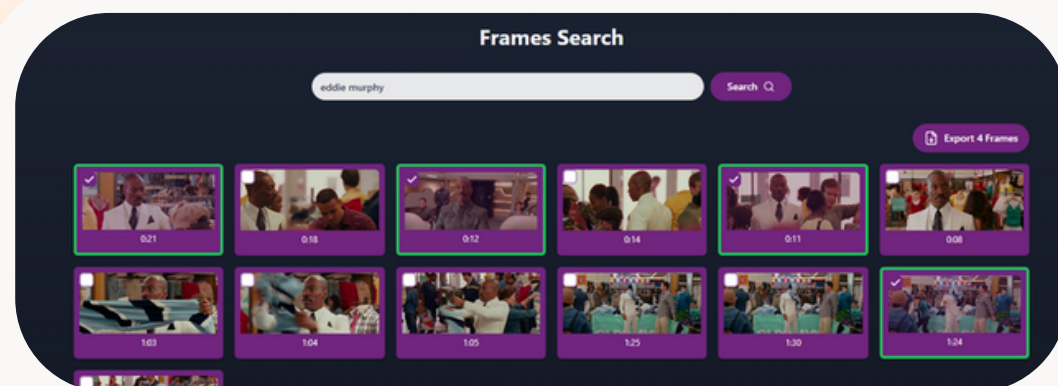 Frames Search
eddie murphy
Search
Export 4 Frames
0:21 0:18 0:12 0:14 0:11 0:08
1:03 1:04 1:05 1:25 1:30 1:24